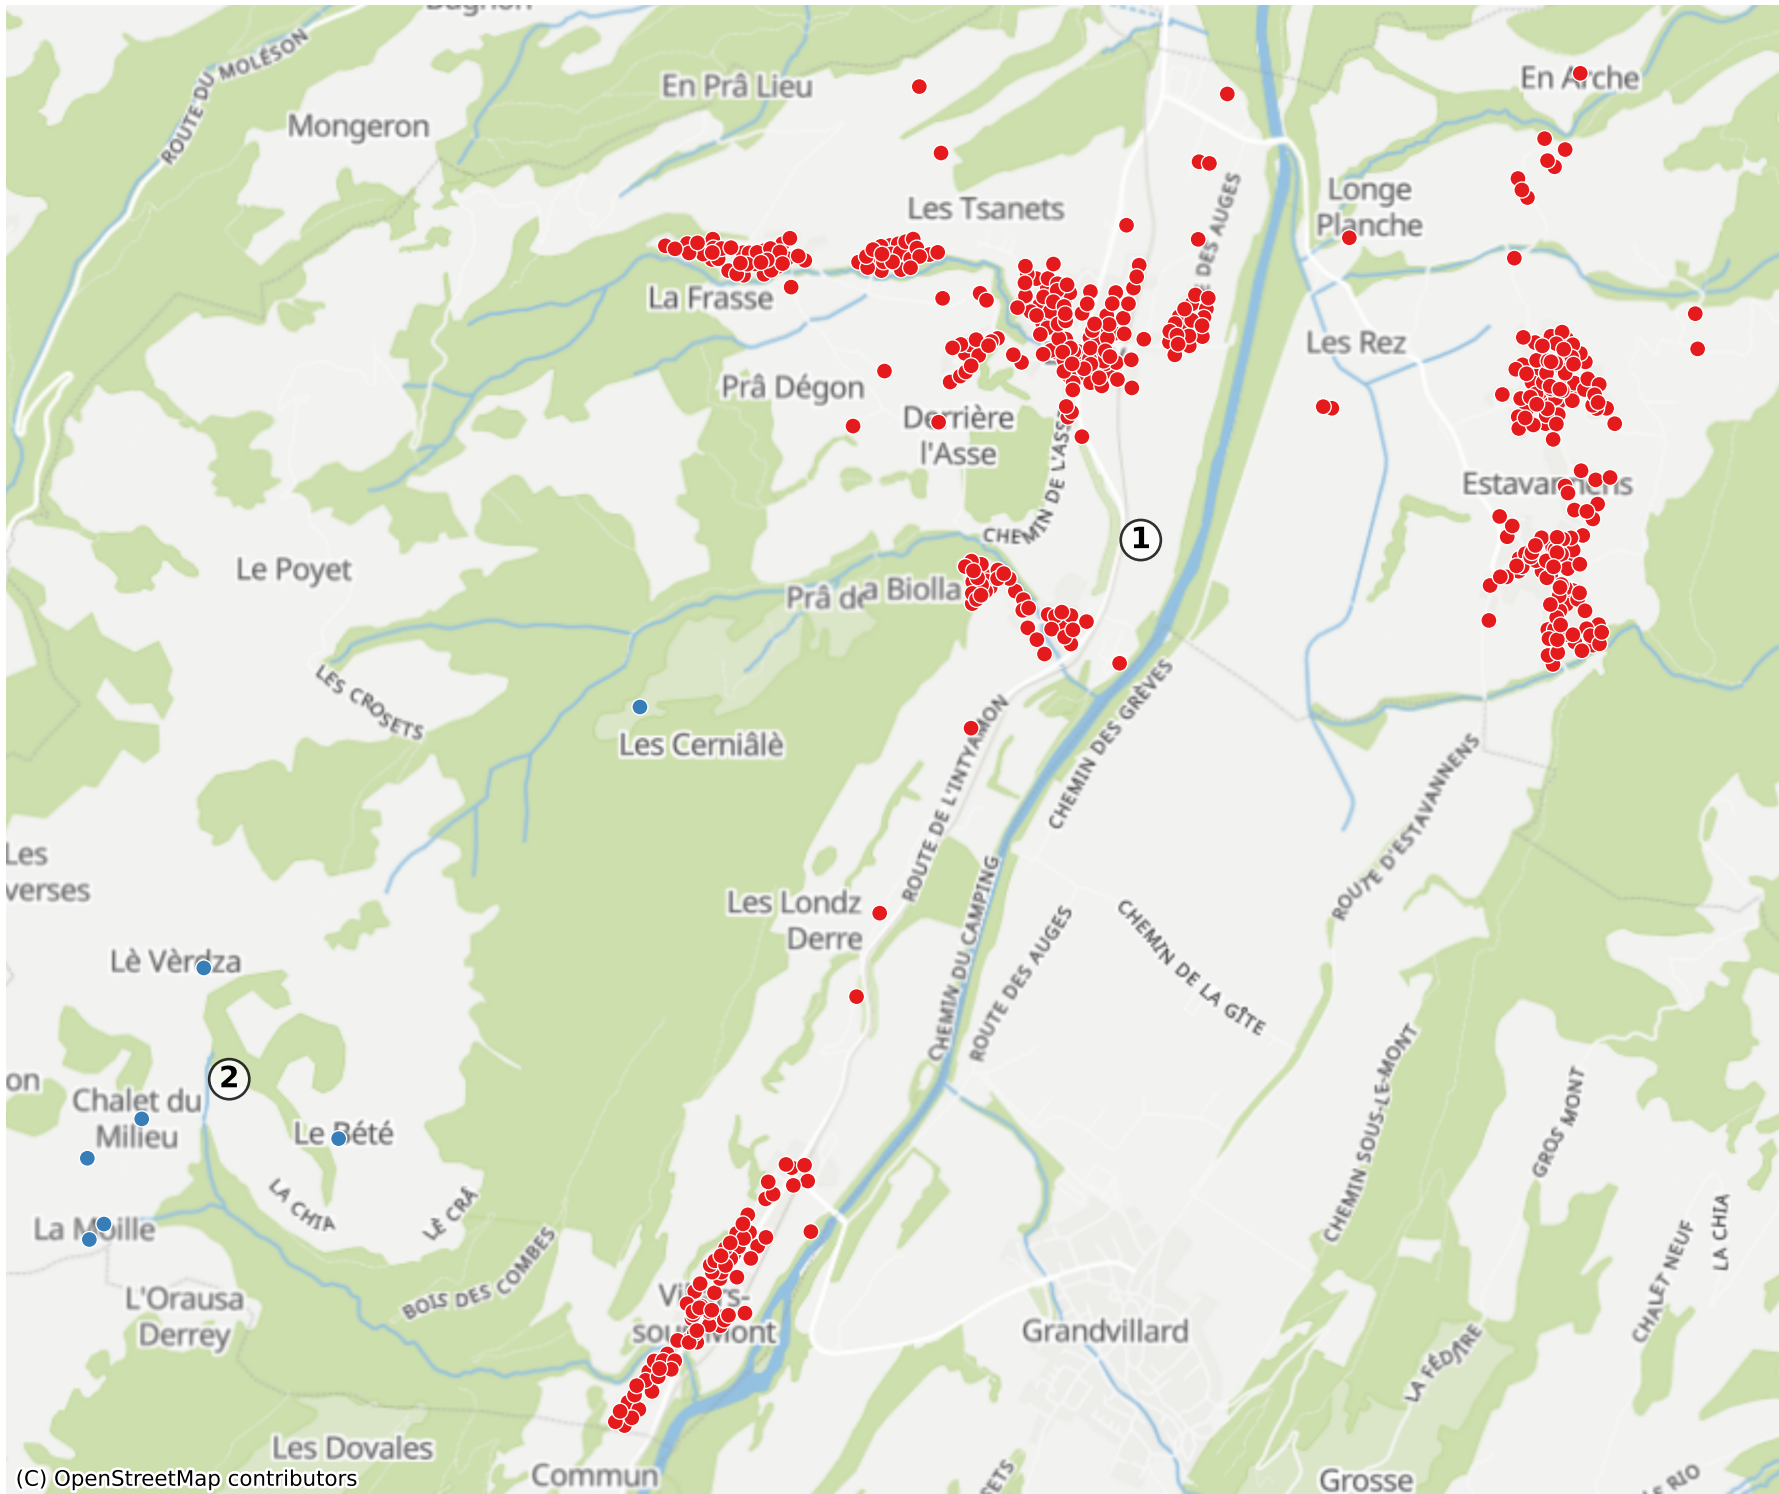 ROUTE DU MOLÉSON
En Prâ Lieu
En Arche
Mongeron
Les Tsanets
Longe
Planche
DES AUGES
La Frasse
Les Rez
Prâ Dégon
Derrière
l'Asse
CHEMIN DE L'ASSE
Estavannens
1
Le Poyet
Prâ de
a Biolla
LES CROSETS
Les Cerniâlè
CHEMIN DES GRÈVES
ROUTE DE L'INTYAMON
ROUTE D'ESTAVANNENS
Les
verses
Les Londz
Derre
CHEMIN DU CAMPING
ROUTE DES AUGES
CHEMIN DE LA GÎTE
Lè Vèrdza
2
on
Chalet du
Milieu
Le Bété
CHEMIN SOUS-LE-MONT
GROS MONT
LA CHIA
LÈ CRÂ
La Moille
BOIS DES COMBES
LA CHIA
CHALET NEUF
L'Orausa
Derrey
Villars-
sous-Mont
Grandvillard
LA FÉDJIRE
Les Dovales
Commun
SETS
Grosse
RIO
(C) OpenStreetMap contributors